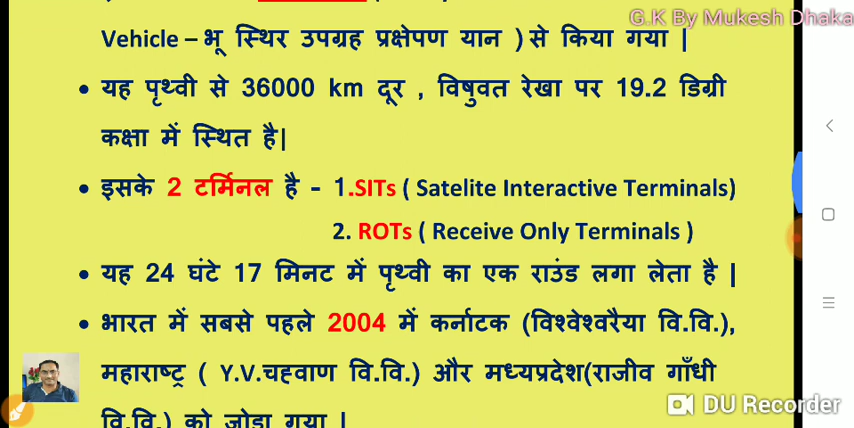 G.K By Mukesh Dhaka
Vehicle – भू स्थिर उपग्रह प्रक्षेपण यान ) से किया गया |
• यह पृथ्वी से 36000 km दूर , विषुवत रेखा पर 19.2 डिग्री
कक्षा में स्थित है|
• इसके 2 टर्मिनल है - 1.SITs ( Satelite Interactive Terminals)
2. ROTs ( Receive Only Terminals )
• यह 24 घंटे 17 मिनट में पृथ्वी का एक राउंड लगा लेता है |
• भारत में सबसे पहले 2004 में कर्नाटक (विश्वेश्वरैया वि.वि.),
महाराष्ट्र ( Y.V.चह्वाण वि.वि.) और मध्यप्रदेश(राजीव गाँधी
वि.वि.) को जोड़ा गया |
DU Recorder